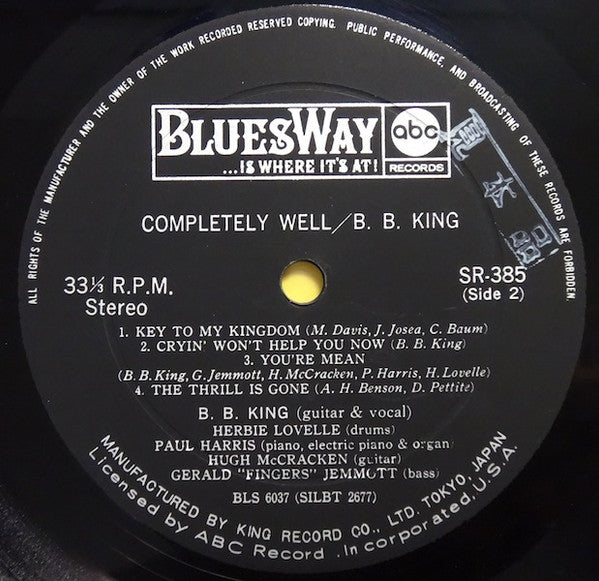 ALL RIGHTS OF THE MANUFACTURER AND THE OWNER OF THE WORK RECORDED RESERVED COPYING. PUBLIC PERFORMANCE, AND BROADCASTING OF THESE RECORDS ARE FORBIDDEN.
BLUESWAY
...IS WHERE IT'S AT!
abc
RECORDS
COMPLETELY WELL/B. B. KING
33⅓ R.P.M.
Stereo
SR-385
(Side 2)
1. KEY TO MY KINGDOM (M. Davis, J. Josea, C. Baum)
2. CRYIN' WON'T HELP YOU NOW (B. B. King)
3. YOU'RE MEAN
(B. B. King, G. Jemmott, H. McCracken, P. Harris, H. Lovelle)
4. THE THRILL IS GONE (A. H. Benson, D. Pettite)
B. B. KING (guitar & vocal)
HERBIE LOVELLE (drums)
PAUL HARRIS (piano, electric piano & organ)
HUGH McCRACKEN (guitar)
GERALD "FINGERS" JEMMOTT (bass)
BLS 6037 (SILBT 2677)
MANUFACTURED BY KING RECORD CO., LTD. TOKYO, JAPAN
Licensed by ABC Record .Incorporated, U.S.A.